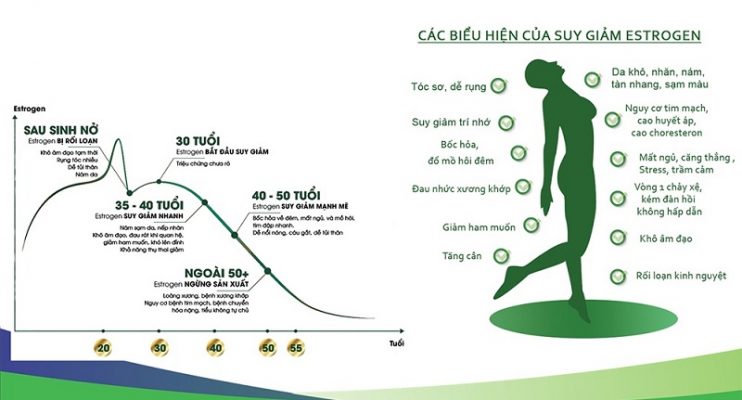 Estrogen
SAU SINH NỞ
Estrogen BỊ RỐI LOẠN
Khô âm đạo tạm thời
Rụng tóc nhiều
Dễ tủi thân
Nám da
30 TUỔI
Estrogen BẮT ĐẦU SUY GIẢM
Triệu chứng chưa rõ
35 - 40 TUỔI
Estrogen SUY GIẢM NHANH
Nám sạm da, nếp nhăn
Khô âm đạo, đau rát khi quan hệ,
giảm ham muốn, khó lên đỉnh
Khả năng thụ thai giảm
40 - 50 TUỔI
Estrogen SUY GIẢM MẠNH MẼ
Bốc hỏa về đêm, mất ngủ, vã mồ hôi,
tim đập nhanh.
Dễ nổi nóng, cáu gắt, dễ tủi thân
NGOÀI 50+
Estrogen NGỪNG SẢN XUẤT
Loãng xương, bệnh xương khớp
Nguy cơ bệnh tim mạch, bệnh chuyển
hóa nặng, tiểu không tự chủ
20
30
40
50
55
Tuổi
CÁC BIỂU HIỆN CỦA SUY GIẢM ESTROGEN
Tóc sơ, dễ rụng
Suy giảm trí nhớ
Bốc hỏa,
đổ mồ hôi đêm
Đau nhức xương khớp
Giảm ham muốn
Tăng cân
Da khô, nhăn, nám,
tàn nhang, sạm màu
Nguy cơ tim mạch,
cao huyết áp,
cao choresteron
Mất ngủ, căng thẳng ,
Stress, trầm cảm
Vòng 1 chảy xệ,
kém đàn hồi
không hấp dẫn
Khô âm đạo
Rối loạn kinh nguyệt